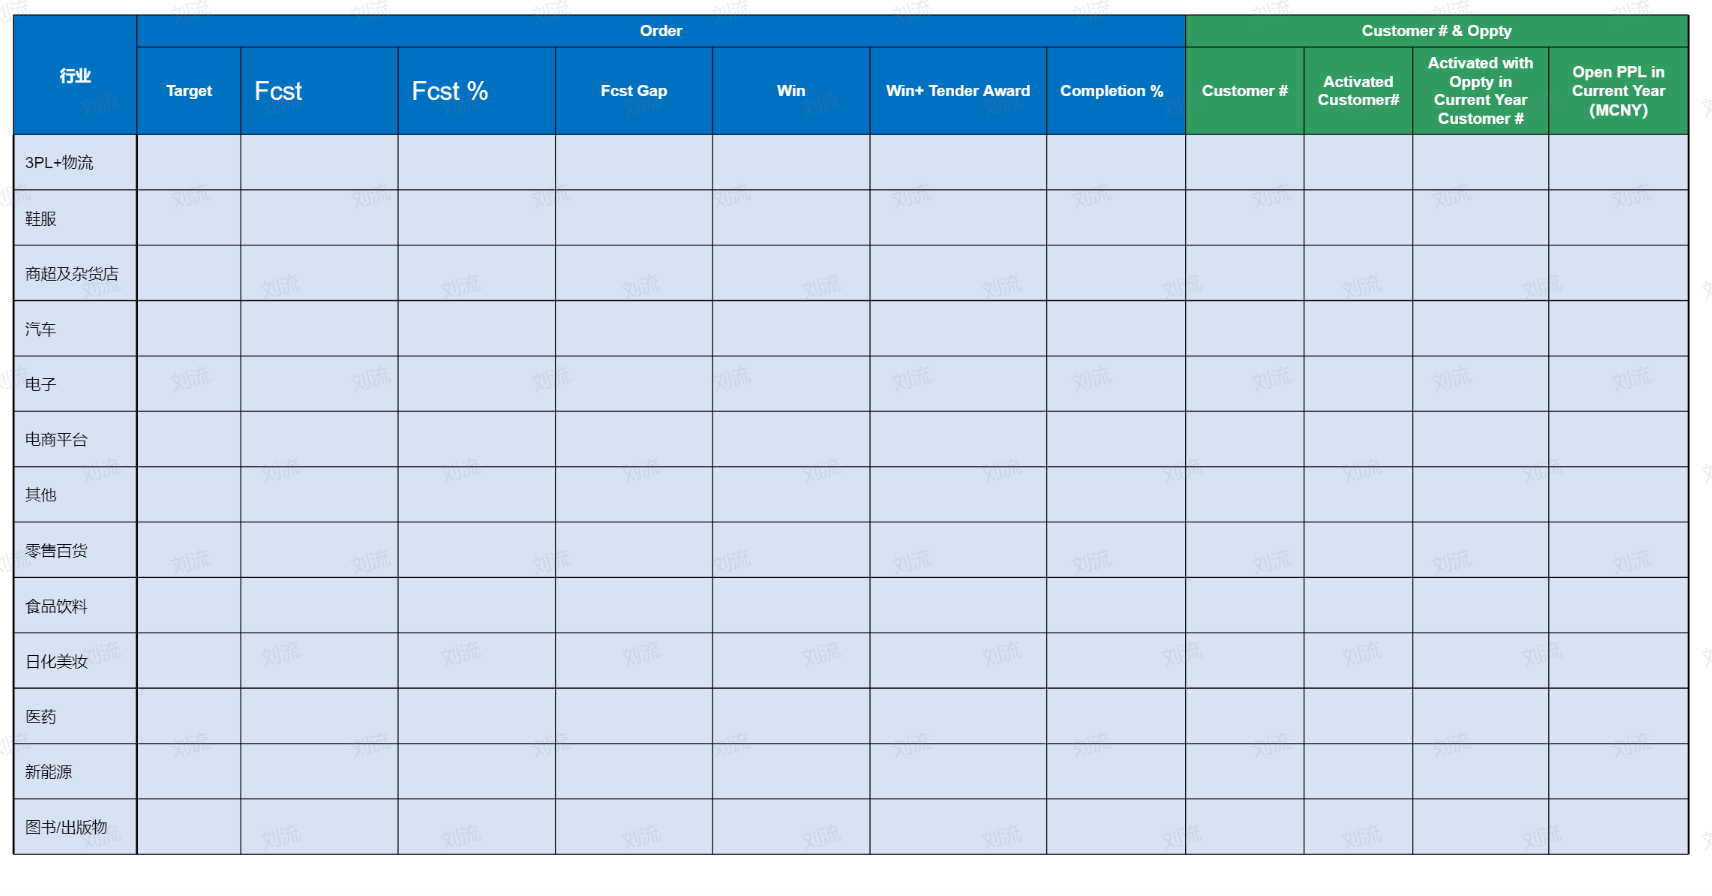 Order
Customer # & Oppty
行业
Target
Fcst
Fcst %
Fcst Gap
Win
Win+ Tender Award
Completion %
Customer #
Activated
Customer#
Activated with
Oppty in
Current Year
Customer #
Open PPL in
Current Year
(MCNY)
3PL+物流
鞋服
商超及杂货店
汽车
电子
电商平台
其他
零售百货
食品饮料
日化美妆
医药
新能源
图书/出版物
刘流